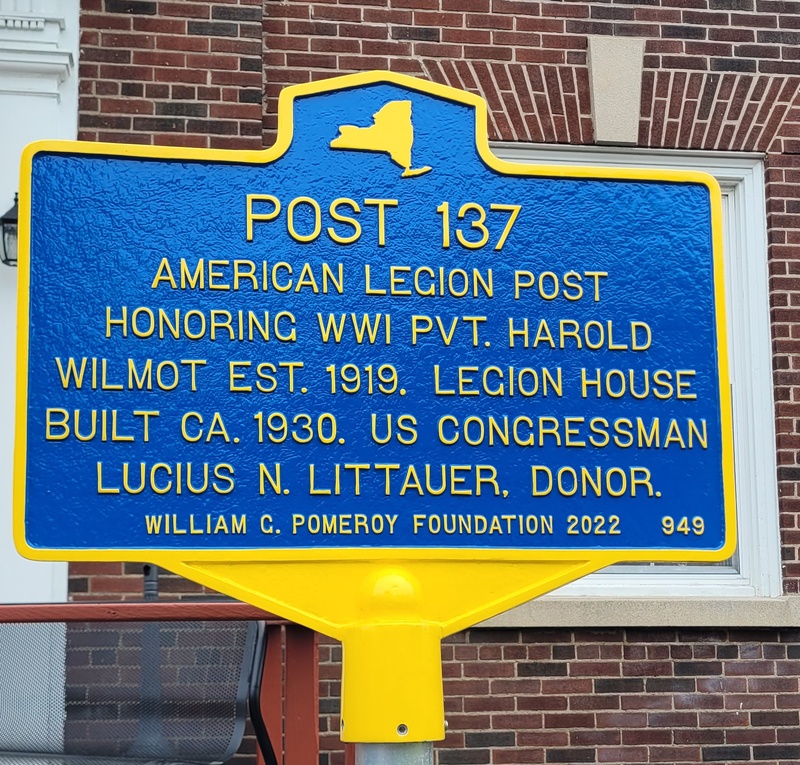 POST 137
AMERICAN LEGION POST
HONORING WWI PVT. HAROLD
WILMOT EST. 1919. LEGION HOUSE
BUILT CA. 1930. US CONGRESSMAN
LUCIUS N. LITTAUER, DONOR.
WILLIAM G. POMEROY FOUNDATION 2022 949